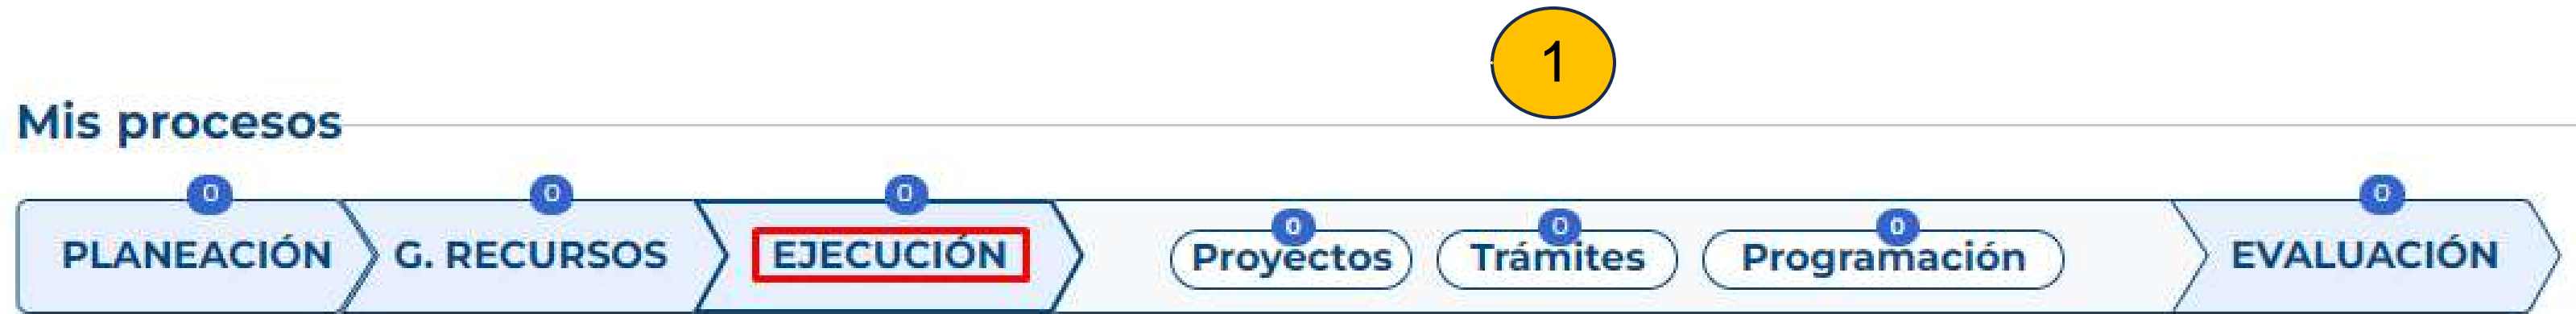 1
Mis procesos
0 0 0 0 0 0 0
PLANEACIÓN G. RECURSOS EJECUCIÓN Proyectos Trámites Programación EVALUACIÓN